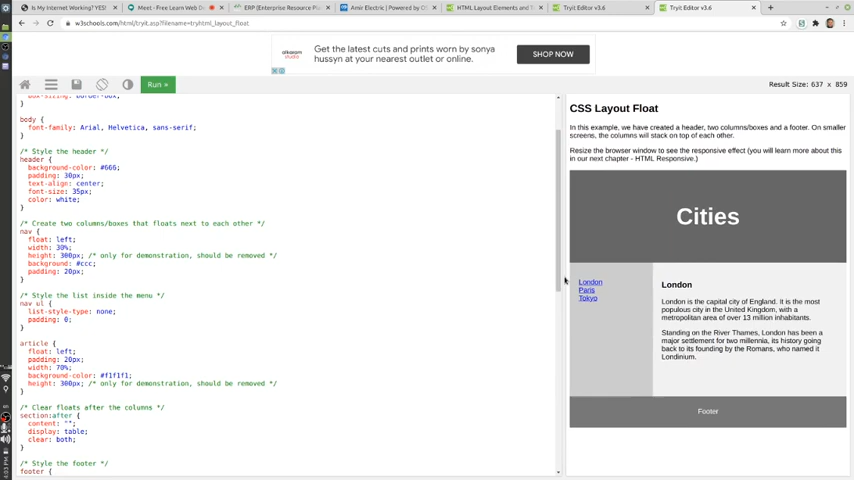 Is My Internet Working? YES!
Meet - Free Learn Web De
ERP (Enterprise Resource Pla
Amir Electric | Powered by O
HTML Layout Elements and T
Tryit Editor v3.6
Tryit Editor v3.6
w3schools.com/html/tryit.asp?filename=tryhtml_layout_float
alkaram studio
Get the latest cuts and prints worn by sonya
hussyn at your nearest outlet or online.
SHOP NOW
Run »
Result Size: 637 x 859
box-sizing: border-box;
}
body {
font-family: Arial, Helvetica, sans-serif;
}
/* Style the header */
header {
background-color: #666;
padding: 30px;
text-align: center;
font-size: 35px;
color: white;
}
/* Create two columns/boxes that floats next to each other */
nav {
float: left;
width: 30%;
height: 300px; /* only for demonstration, should be removed */
background: #ccc;
padding: 20px;
}
/* Style the list inside the menu */
nav ul {
list-style-type: none;
padding: 0;
}
article {
float: left;
padding: 20px;
width: 70%;
background-color: #f1f1f1;
height: 300px; /* only for demonstration, should be removed */
}
/* Clear floats after the columns */
section:after {
content: "";
display: table;
clear: both;
}
/* Style the footer */
footer {
CSS Layout Float
In this example, we have created a header, two columns/boxes and a footer. On smaller
screens, the columns will stack on top of each other.
Resize the browser window to see the responsive effect (you will learn more about this
in our next chapter - HTML Responsive.)
Cities
London
Paris
Tokyo
London
London is the capital city of England. It is the most
populous city in the United Kingdom, with a
metropolitan area of over 13 million inhabitants.
Standing on the River Thames, London has been a
major settlement for two millennia, its history going
back to its founding by the Romans, who named it
Londinium.
Footer
4:03 PM